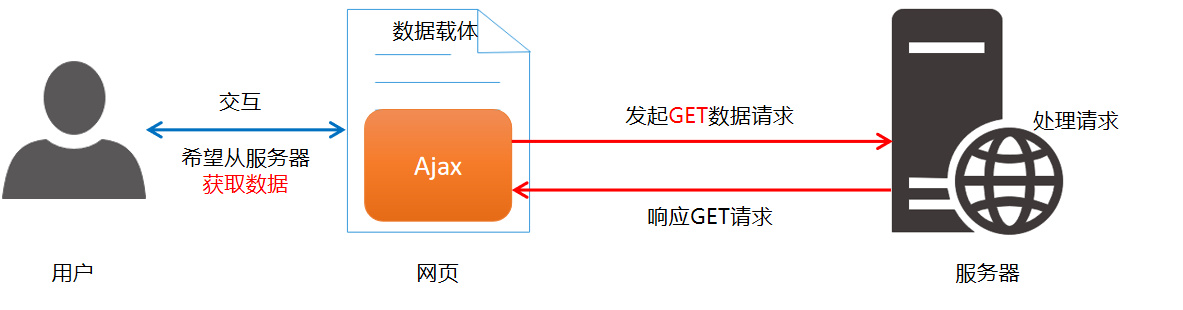 数据载体
交互
希望从服务器
获取数据
Ajax
发起GET数据请求
响应GET请求
处理请求
用户
网页
服务器